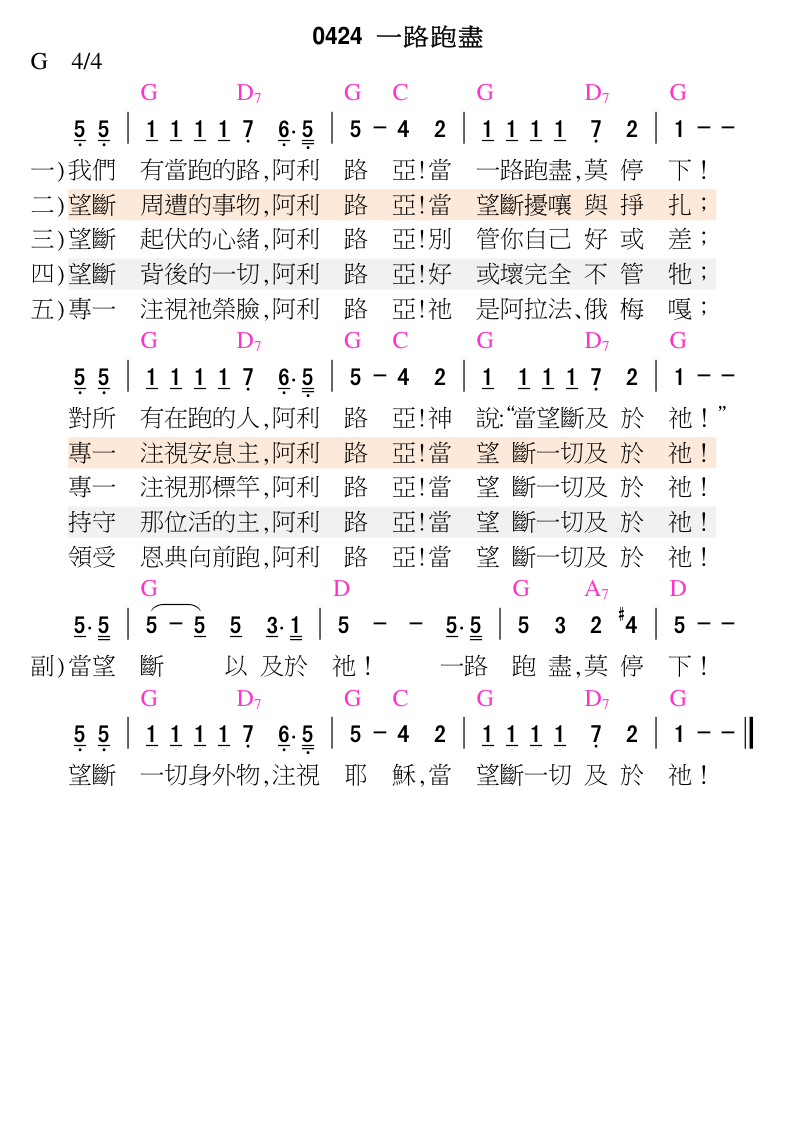 0424 一路跑盡
G 4/4
G D7 G C G D7 G
5 5 | 1 1 1 1 7 6· 5 | 5 - 4 2 | 1 1 1 1 7 2 | 1 - -
一)我們 有當跑的路,阿利 路 亞!當 一路跑盡,莫 停 下!
二)望斷 周遭的事物,阿利 路 亞!當 望斷擾嚷 與 掙 扎;
三)望斷 起伏的心緒,阿利 路 亞!別 管你自己 好 或 差;
四)望斷 背後的一切,阿利 路 亞!好 或壞完全 不 管 牠;
五)專一 注視祂榮臉,阿利 路 亞!祂 是阿拉法、俄 梅 嘎;
G D7 G C G D7 G
5 5 | 1 1 1 1 7 6· 5 | 5 - 4 2 | 1 1 1 1 7 2 | 1 - -
對所 有在跑的人,阿利 路 亞!神 說:“當望斷及 於 祂!”
專一 注視安息主,阿利 路 亞!當 望 斷一切及 於 祂!
專一 注視那標竿,阿利 路 亞!當 望 斷一切及 於 祂!
持守 那位活的主,阿利 路 亞!當 望 斷一切及 於 祂!
領受 恩典向前跑,阿利 路 亞!當 望 斷一切及 於 祂!
G D G A7 D
5· 5 | 5 - 5 5 3· 1 | 5 - - 5· 5 | 5 3 2 #4 | 5 - -
副)當望 斷 以 及於 祂! 一路 跑 盡,莫 停 下!
G D7 G C G D7 G
5 5 | 1 1 1 1 7 6· 5 | 5 - 4 2 | 1 1 1 1 7 2 | 1 - - ‖
望斷 一切身外物,注視 耶 穌,當 望斷一切 及 於 祂!